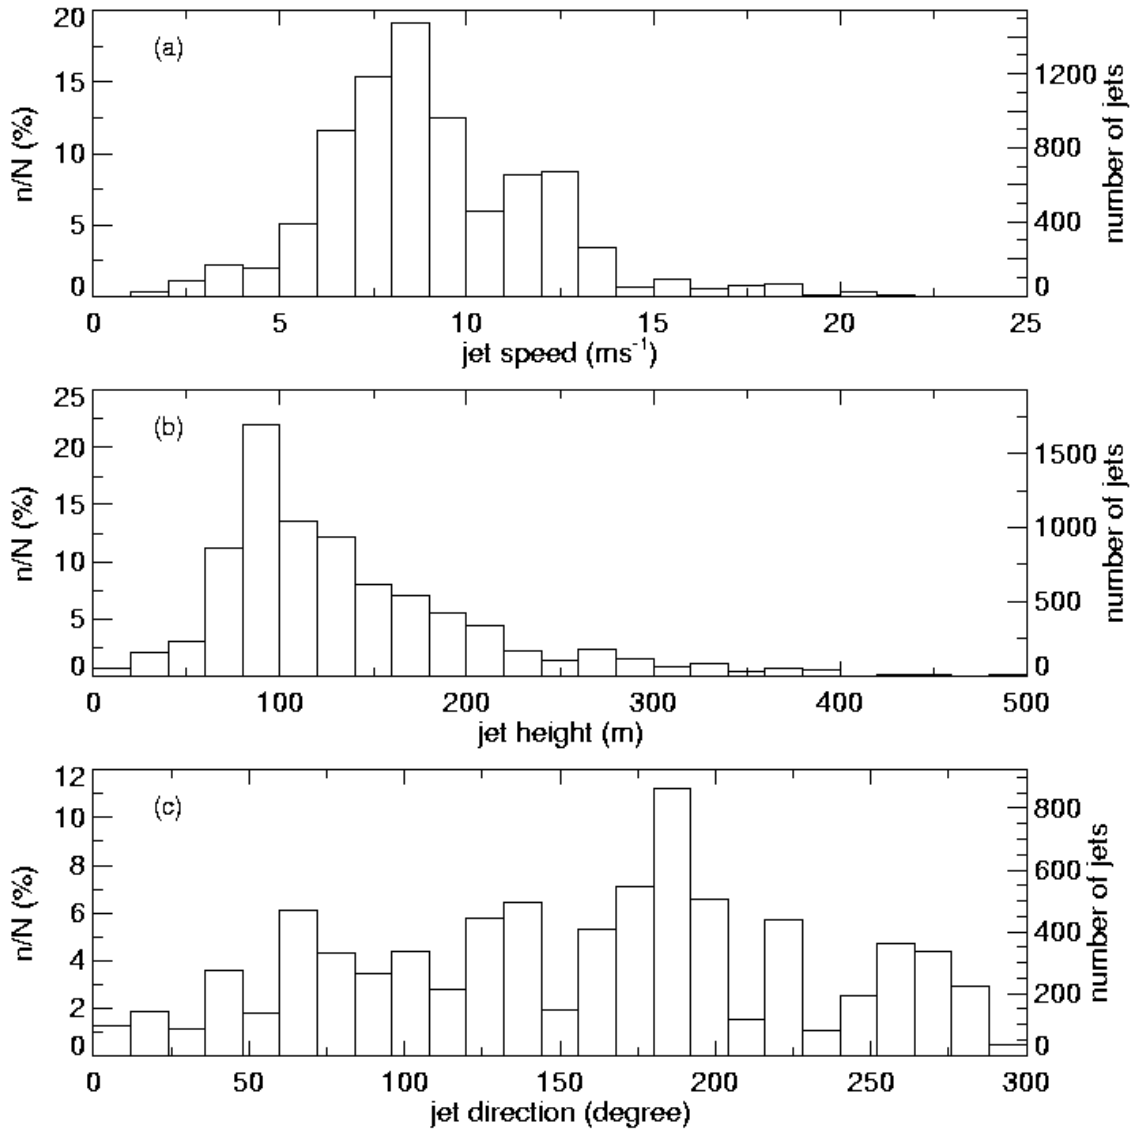 (a)
n/N (%)
20
15
10
5
0
1200
800
400
0
number of jets
0 5 10 15 20 25
jet speed (ms⁻¹)
(b)
n/N (%)
25
20
15
10
5
0
1500
1000
500
0
number of jets
0 100 200 300 400 500
jet height (m)
(c)
n/N (%)
12
10
8
6
4
2
0
800
600
400
200
0
number of jets
0 50 100 150 200 250 300
jet direction (degree)